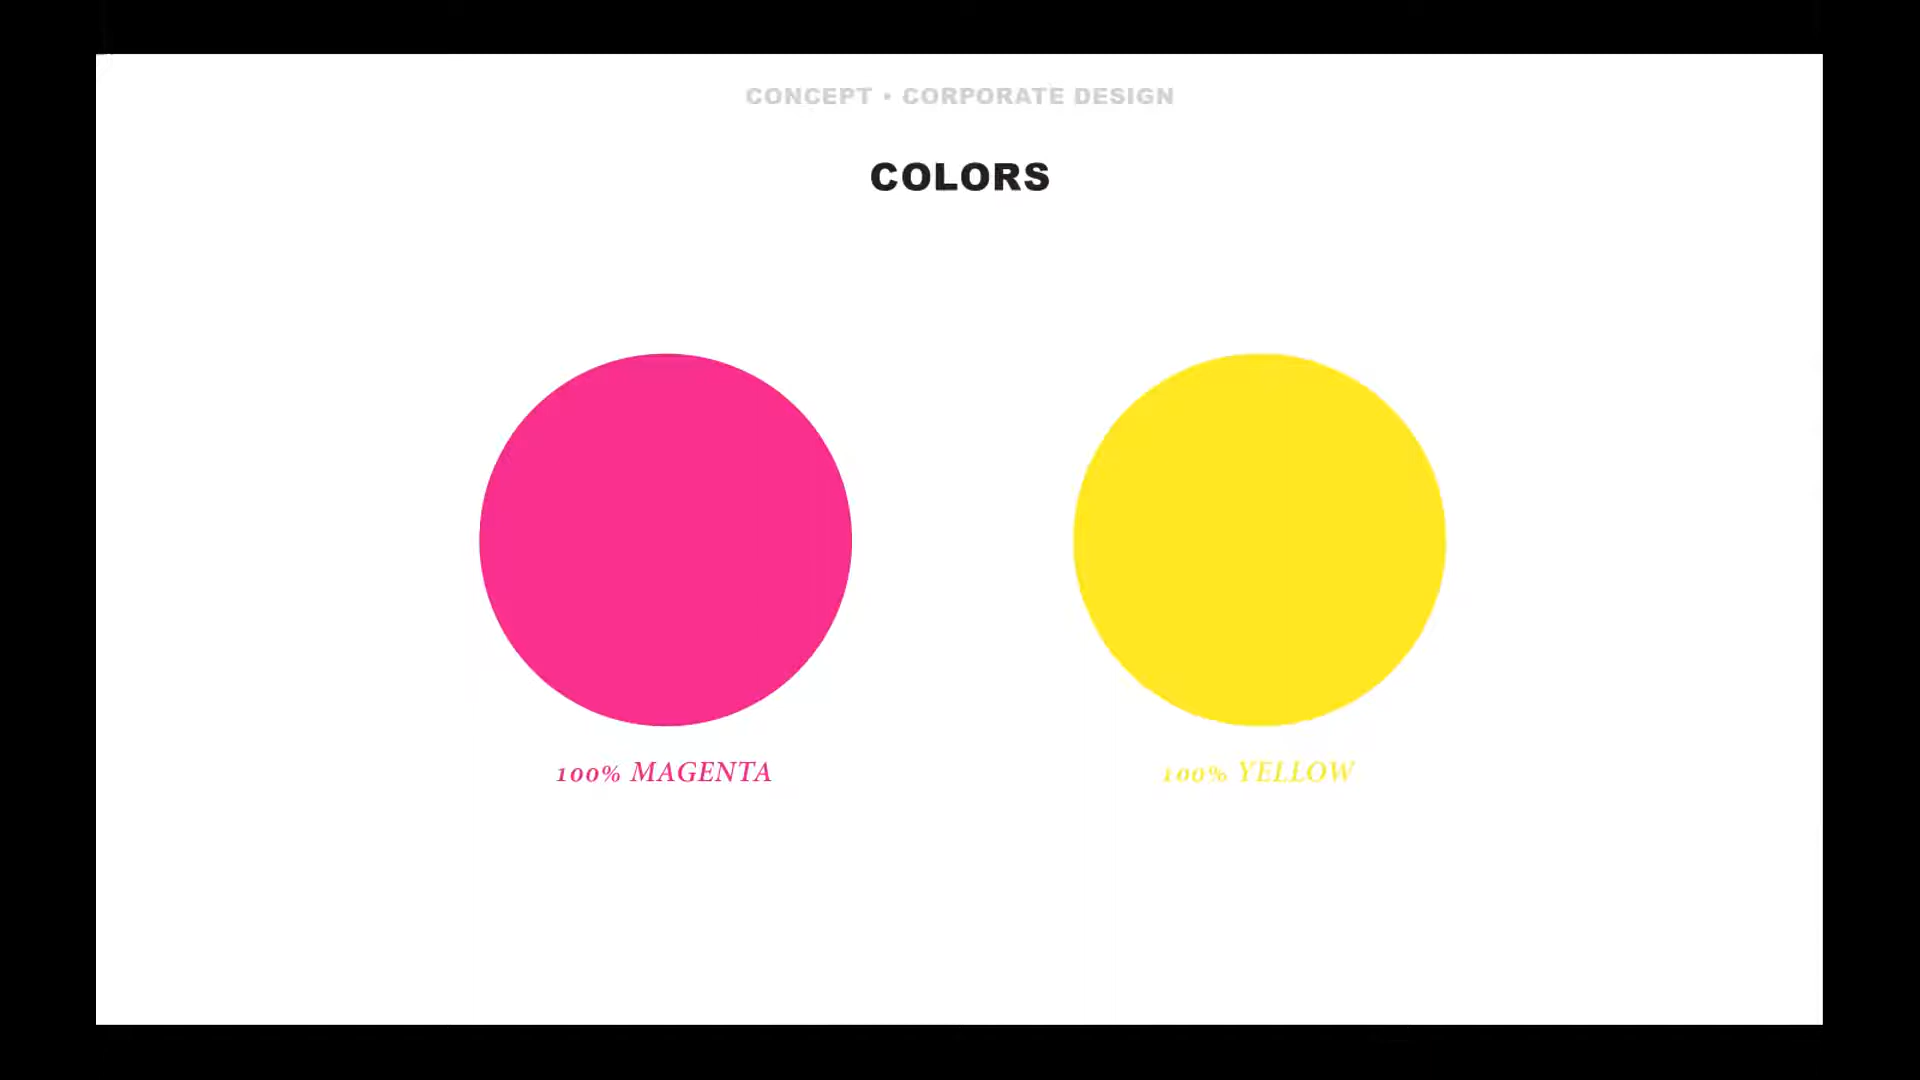 CONCEPT • CORPORATE DESIGN
COLORS
100% MAGENTA
100% YELLOW